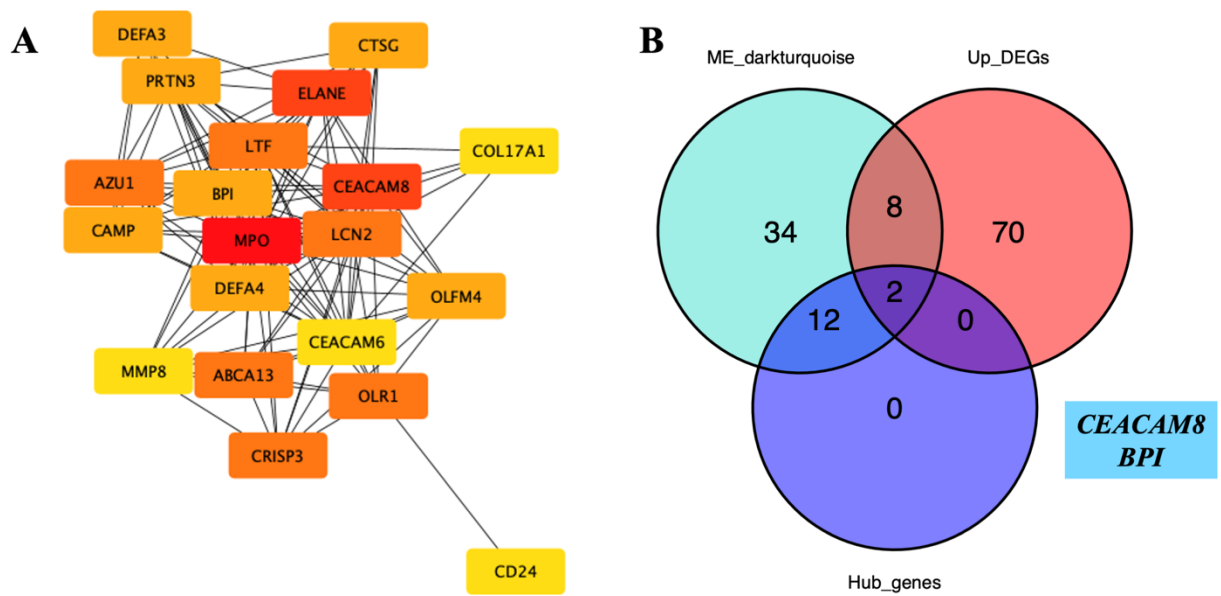 A
DEFA3
CTSG
PRTN3
ELANE
LTF
COL17A1
AZU1
BPI
CEACAM8
CAMP
MPO
LCN2
DEFA4
OLFM4
CEACAM6
MMP8
ABCA13
OLR1
CRISP3
CD24
B
ME_darkturquoise
Up_DEGs
8
34
70
2
12
0
0
CEACAM8
BPI
Hub_genes